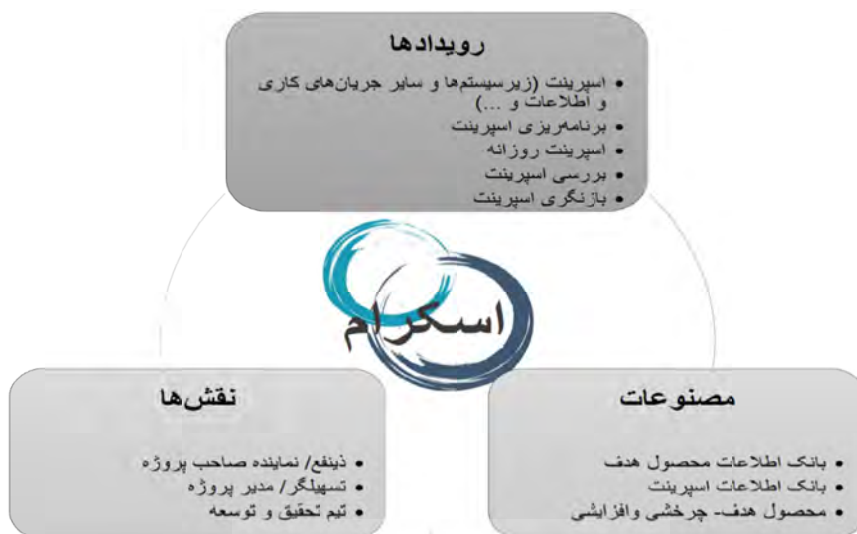 رویدادها
• اسپرینت (زیرسیستم‌ها و سایر جریان‌های کاری
و اطلاعات و ...)
• برنامه‌ریزی اسپرینت
• اسپرینت روزانه
• بررسی اسپرینت
• بازنگری اسپرینت
اسکرام
مصنوعات
• بانک اطلاعات محصول هدف
• بانک اطلاعات اسپرینت
• محصول هدف- چرخشی وافزایشی
نقش‌ها
• ذینفع/ نماینده صاحب پروژه
• تسهیلگر/ مدیر پروژه
• تیم تحقیق و توسعه